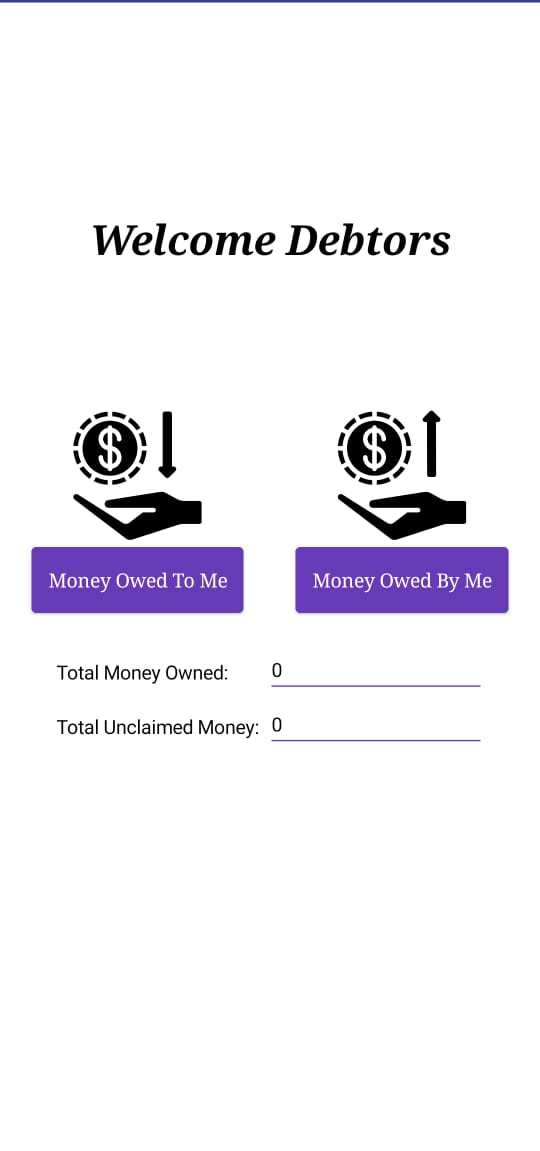 Welcome Debtors
$ $
Money Owed To Me Money Owed By Me
Total Money Owned: 0
Total Unclaimed Money: 0